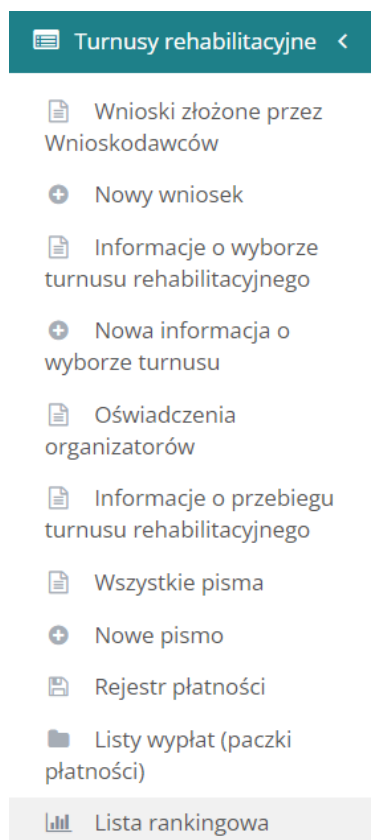 Turnusy rehabilitacyjne
Wnioski złożone przez
Wnioskodawców
Nowy wniosek
Informacje o wyborze
turnusu rehabilitacyjnego
Nowa informacja o
wyborze turnusu
Oświadczenia
organizatorów
Informacje o przebiegu
turnusu rehabilitacyjnego
Wszystkie pisma
Nowe pismo
Rejestr płatności
Listy wypłat (paczki
płatności)
Lista rankingowa